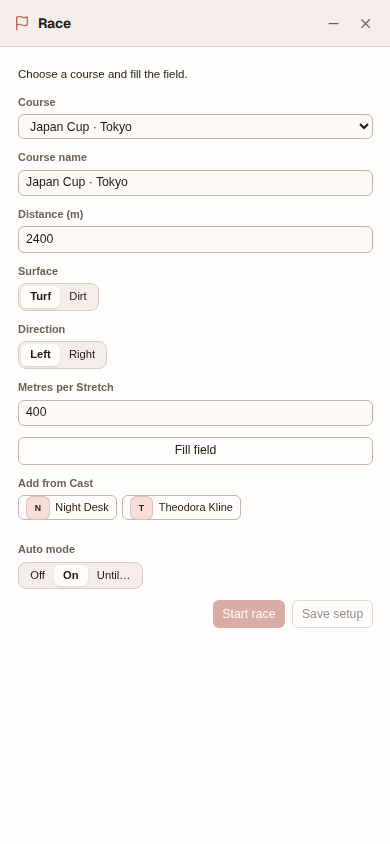 Race
Choose a course and fill the field.
Course
Japan Cup · Tokyo
Course name
Japan Cup · Tokyo
Distance (m)
2400
Surface
Turf Dirt
Direction
Left Right
Metres per Stretch
400
Fill field
Add from Cast
N Night Desk T Theodora Kline
Auto mode
Off On Until…
Start race Save setup